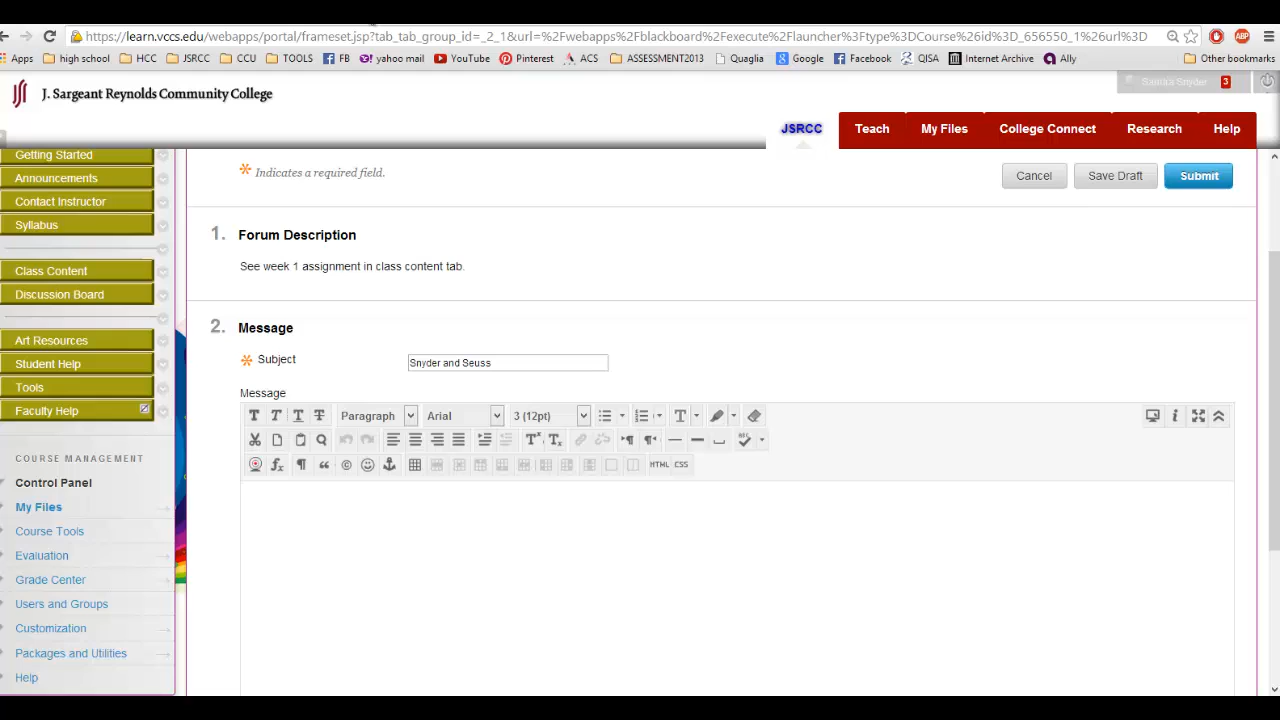 https://learn.vccs.edu/webapps/portal/frameset.jsp?tab_tab_group_id=_2_1&url=%2Fwebapps%2Fblackboard%2Fexecute%2Flauncher%3Ftype%3DCourse%26id%3D_656550_1%26url%3D
Apps high school HCC JSRCC CCU TOOLS FB yahoo mail YouTube Pinterest ACS ASSESSMENT2013 Quaglia Google Facebook QISA Internet Archive Ally Other bookmarks
Sandra Snyder 3
J. Sargeant Reynolds Community College
JSRCC Teach My Files College Connect Research Help
Getting Started
Announcements
Contact Instructor
Syllabus
Class Content
Discussion Board
Art Resources
Student Help
Tools
Faculty Help
COURSE MANAGEMENT
Control Panel
My Files
Course Tools
Evaluation
Grade Center
Users and Groups
Customization
Packages and Utilities
Help
Indicates a required field.
Cancel Save Draft Submit
1. Forum Description
See week 1 assignment in class content tab.
2. Message
Subject Snyder and Seuss
Message
T T T T Paragraph Arial 3 (12pt) T
ABC
HTML CSS